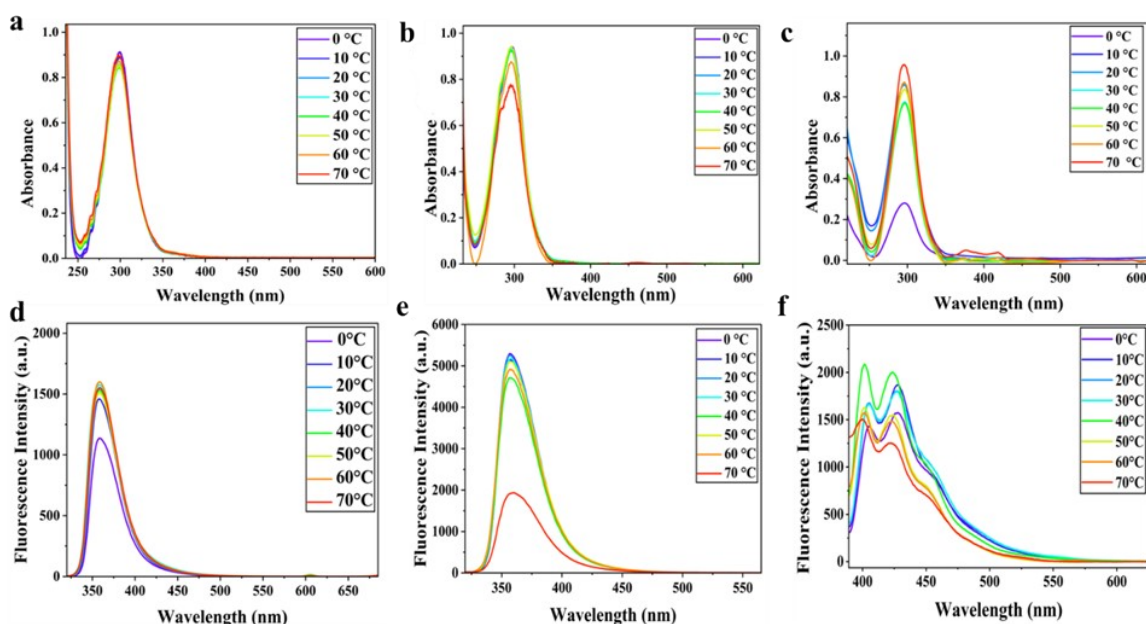 a
Absorbance
1.0
0.8
0.6
0.4
0.2
0.0
0 °C
10 °C
20 °C
30 °C
40 °C
50 °C
60 °C
70 °C
250 300 350 400 450 500 550 600
Wavelength (nm)
b
Absorbance
1.0
0.8
0.6
0.4
0.2
0.0
0 °C
10 °C
20 °C
30 °C
40 °C
50 °C
60 °C
70 °C
300 400 500 600
Wavelength (nm)
c
Absorbance
1.0
0.8
0.6
0.4
0.2
0.0
0 °C
10 °C
20 °C
30 °C
40 °C
50 °C
60 °C
70 °C
300 400 500 600
Wavelength (nm)
d
Fluorescence Intensity (a.u.)
2000
1500
1000
500
0
0°C
10°C
20°C
30°C
40°C
50°C
60°C
70°C
350 400 450 500 550 600 650
Wavelength (nm)
e
Fluorescence Intensity (a.u.)
6000
5000
4000
3000
2000
1000
0
0 °C
10 °C
20 °C
30 °C
40 °C
50 °C
60 °C
70 °C
350 400 450 500 550
Wavelength (nm)
f
Fluorescence Intensity (a.u.)
2500
2000
1500
1000
500
0
0°C
10°C
20°C
30°C
40°C
50°C
60°C
70°C
400 450 500 550 600
Wavelength (nm)